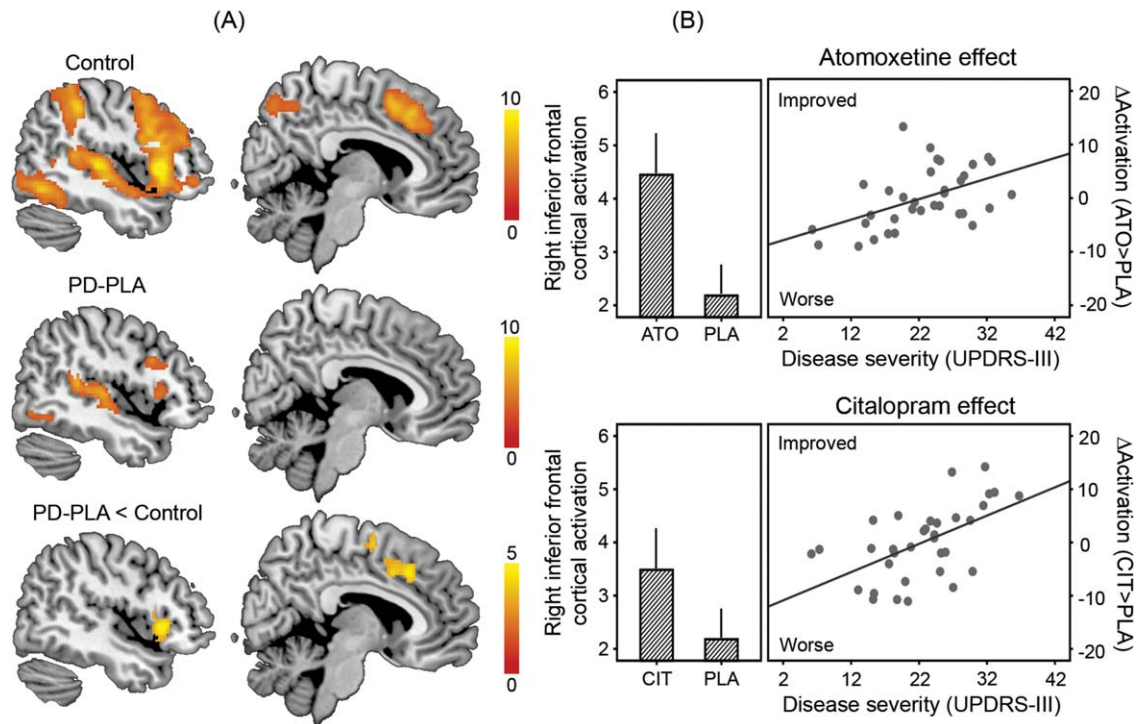 (A)
Control
10
0
PD-PLA
10
0
PD-PLA < Control
5
0
(B)
Atomoxetine effect
Right inferior frontal
cortical activation
6
5
4
3
2
ATO PLA
Improved
Worse
20
10
0
-10
-20
ΔActivation (ATO>PLA)
2 12 22 32 42
Disease severity (UPDRS-III)
Citalopram effect
Right inferior frontal
cortical activation
6
5
4
3
2
CIT PLA
Improved
Worse
20
10
0
-10
-20
ΔActivation (CIT>PLA)
2 12 22 32 42
Disease severity (UPDRS-III)